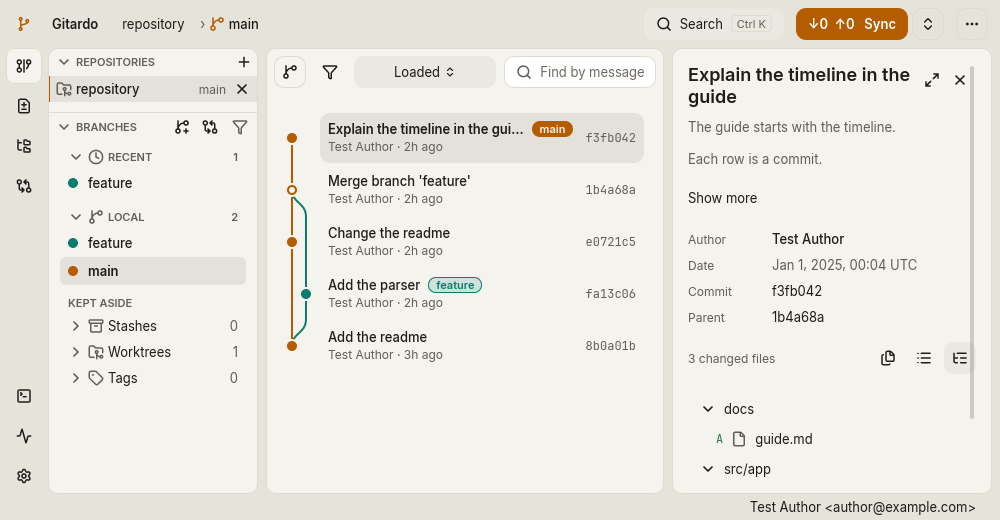 Gitardo
repository › main
Search Ctrl K
↓0 ↑0 Sync
REPOSITORIES
repository main
BRANCHES
RECENT 1
feature
LOCAL 2
feature
main
KEPT ASIDE
Stashes 0
Worktrees 1
Tags 0
Loaded
Find by message
Explain the timeline in the gui... main f3fb042
Test Author · 2h ago
Merge branch 'feature' 1b4a68a
Test Author · 2h ago
Change the readme e0721c5
Test Author · 2h ago
Add the parser feature fa13c06
Test Author · 2h ago
Add the readme 8b0a01b
Test Author · 3h ago
Explain the timeline in the
guide
The guide starts with the timeline.
Each row is a commit.
Show more
Author Test Author
Date Jan 1, 2025, 00:04 UTC
Commit f3fb042
Parent 1b4a68a
3 changed files
docs
A guide.md
src/app
Test Author <author@example.com>